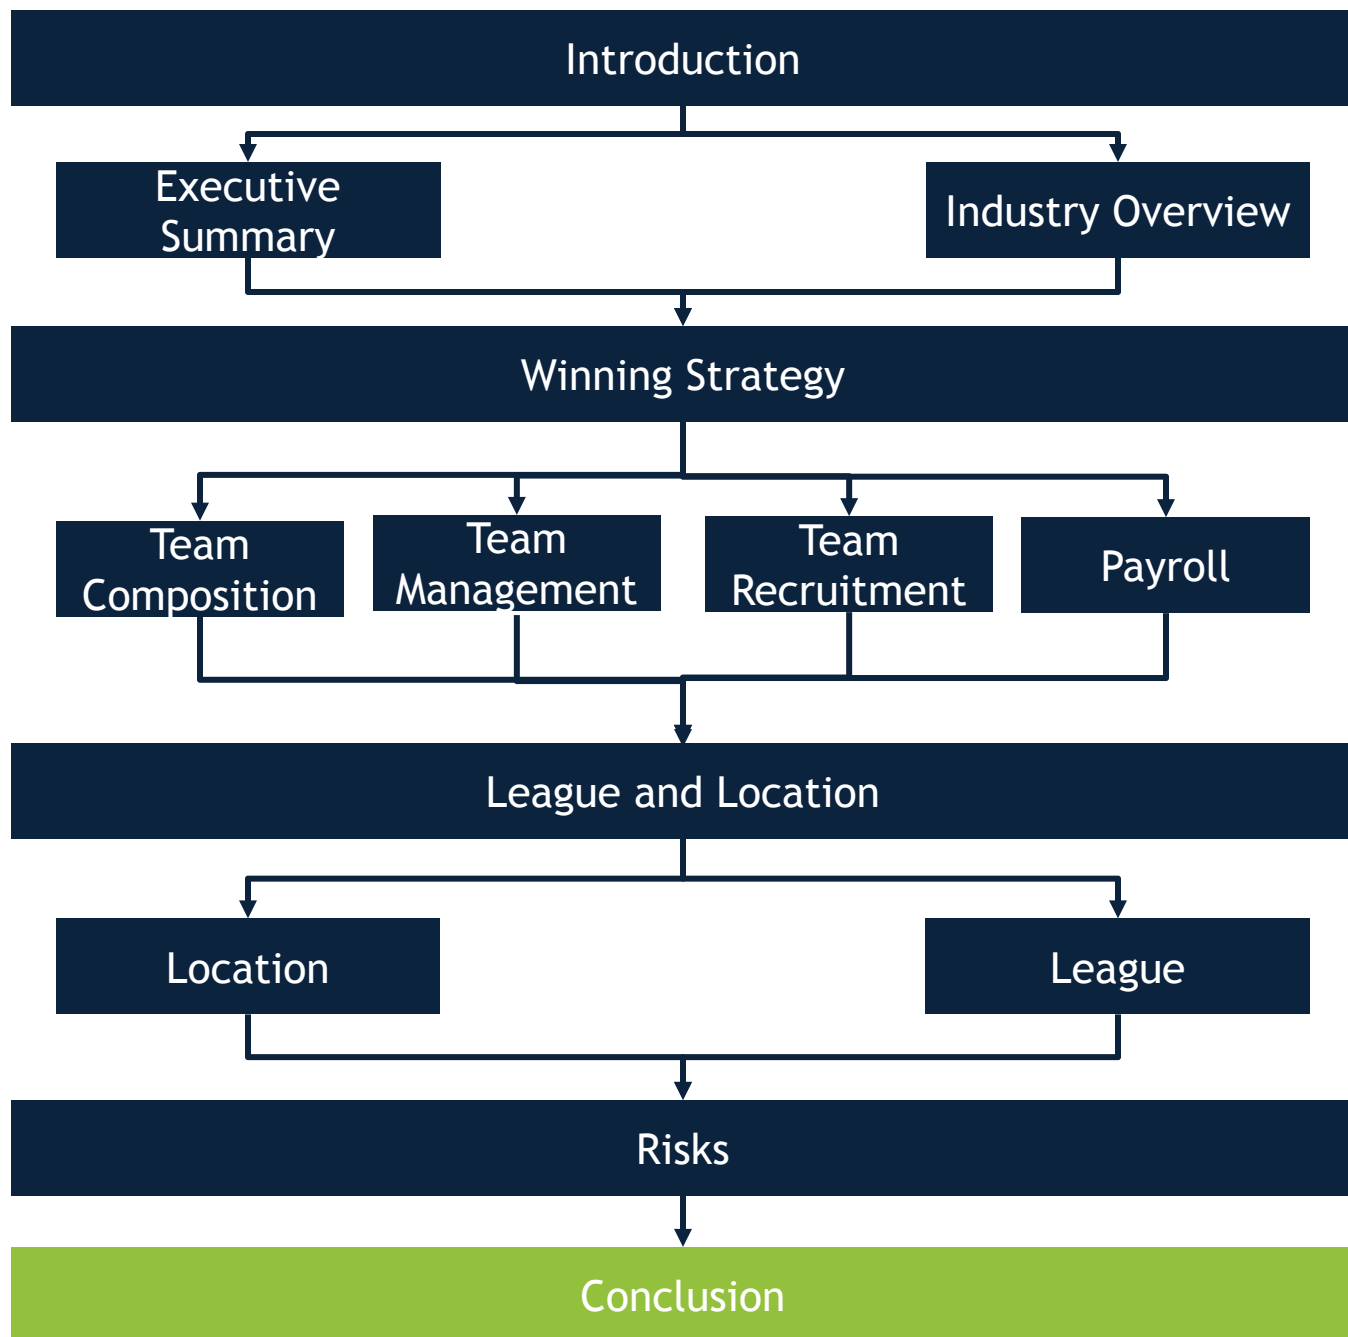 Introduction
Executive
Summary
Industry Overview
Winning Strategy
Team
Composition
Team
Management
Team
Recruitment
Payroll
League and Location
Location
League
Risks
Conclusion